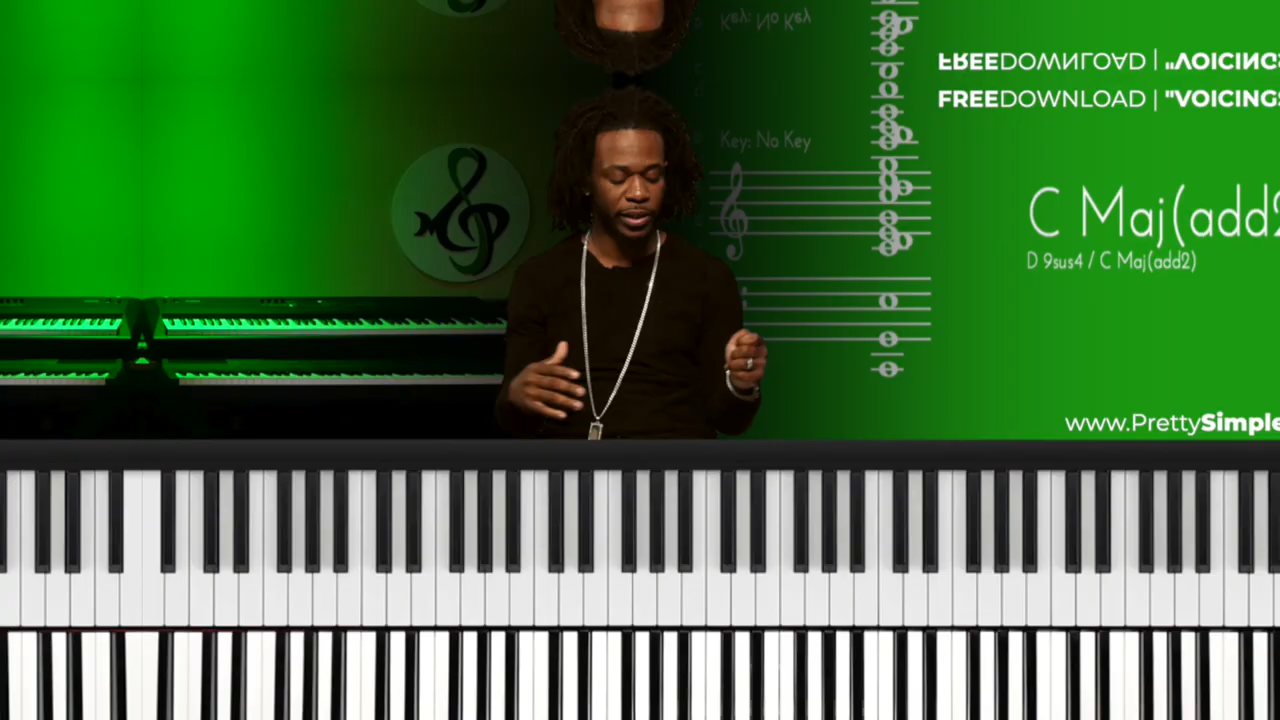 Key: No Key
FREEDOWNLOAD | "VOICINGS
FREEDOWNLOAD | "VOICINGS
Key: No Key
C Maj(add2
D 9sus4 / C Maj(add2)
www.PrettySimple